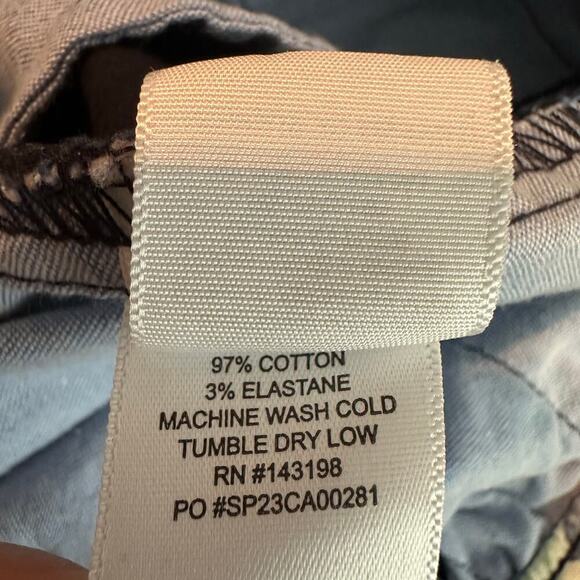 97% COTTON
3% ELASTANE
MACHINE WASH COLD
TUMBLE DRY LOW
RN #143198
PO #SP23CA00281